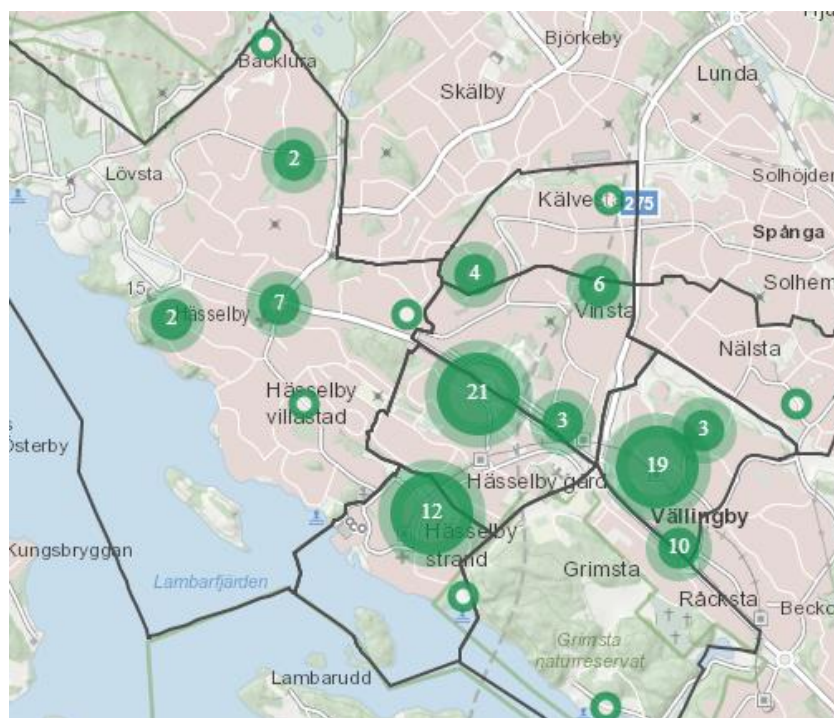 Björkeby
Backlura
Lunda
Skälby
2
Lövsta
Solhöjden
Kälvesta
275
Spånga
4
6
Solhem
15
7
2
Hässelby
Vinsta
Nälsta
21
Hässelby
villastad
3
3
Österby
19
Hässelby gård
12
Vällingby
Hässelby
strand
10
Kungsbryggan
Grimsta
Lambarfjärden
Råcksta
Grimsta
naturreservat
Lambarudd